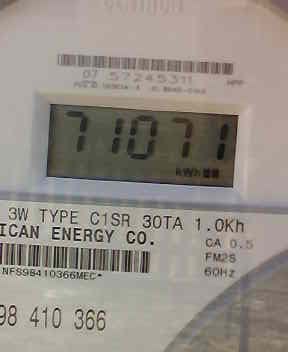 07 57245311
71071
kWh
3W TYPE C1SR 30TA 1.0Kh
ICAN ENERGY CO.
CA 0.5
FM2S
60Hz
NFS98410366MEC*
98 410 366